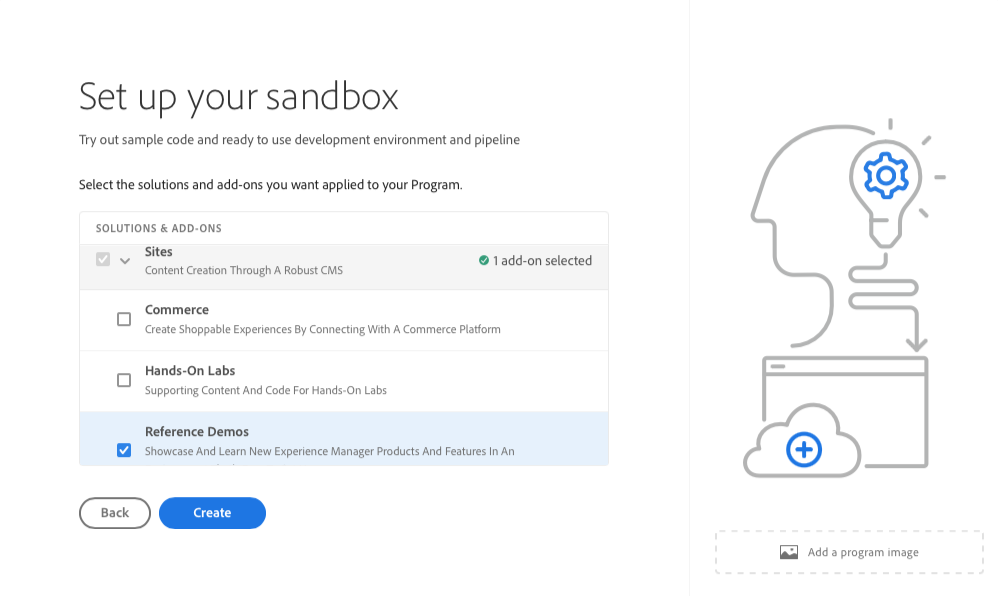 Set up your sandbox
Try out sample code and ready to use development environment and pipeline
Select the solutions and add-ons you want applied to your Program.
SOLUTIONS & ADD-ONS
Sites
Content Creation Through A Robust CMS
1 add-on selected
Commerce
Create Shoppable Experiences By Connecting With A Commerce Platform
Hands-On Labs
Supporting Content And Code For Hands-On Labs
Reference Demos
Showcase And Learn New Experience Manager Products And Features In An
Back
Create
Add a program image